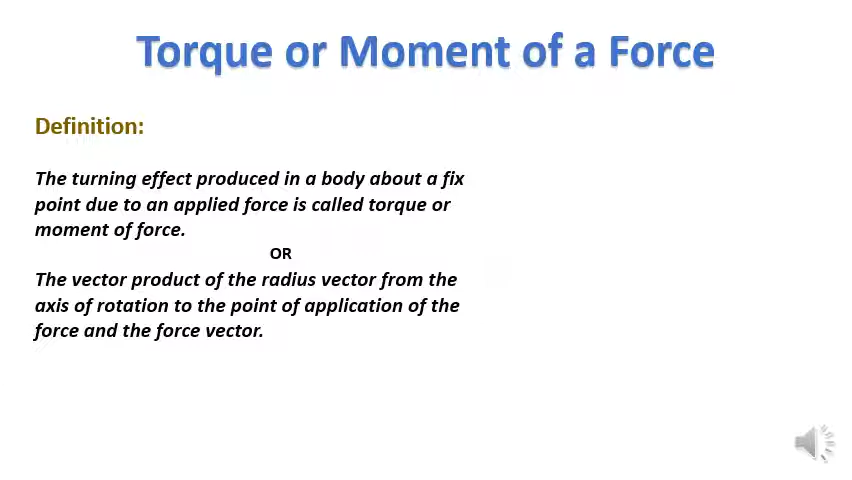 Torque or Moment of a Force
Definition:
The turning effect produced in a body about a fix
point due to an applied force is called torque or
moment of force.
OR
The vector product of the radius vector from the
axis of rotation to the point of application of the
force and the force vector.